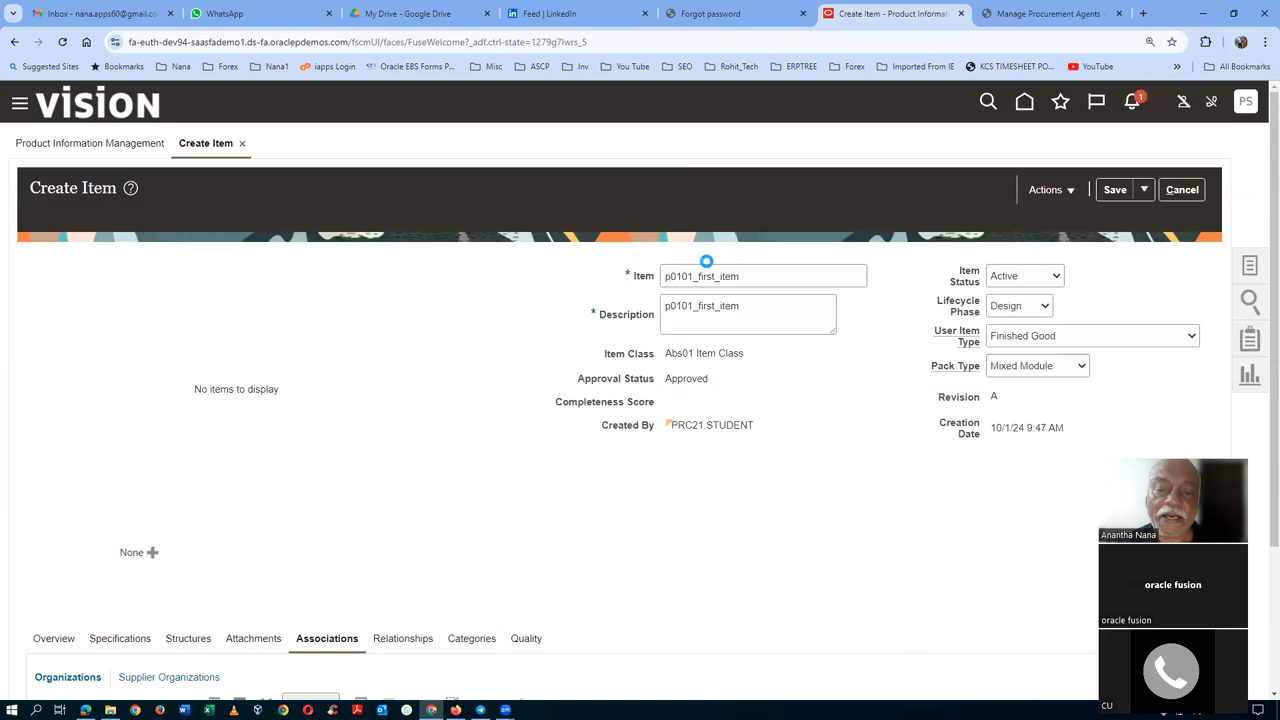 Inbox - nana.apps60@gmail.co
WhatsApp
My Drive - Google Drive
Feed | LinkedIn
Forgot password
Create Item - Product Informati
Manage Procurement Agents
fa-euth-dev94-saasfademo1.ds-fa.oraclepdemos.com/fscmUI/faces/FuseWelcome?_adf.ctrl-state=1279g7lwrs_5
Suggested Sites
Bookmarks
Nana
Forex
Nana1
iapps Login
Oracle EBS Forms P...
Misc
ASCP
Inv
You Tube
SEO
Rohit_Tech
ERPTREE
Forex
Imported From IE
KCS TIMESHEET PO...
YouTube
All Bookmarks
VISION
1
PS
Product Information Management
Create Item
Create Item
Actions
Save
Cancel
* Item
p0101_first_item
* Description
p0101_first_item
Item Class
Abs01 Item Class
Approval Status
Approved
Completeness Score
Created By
PRC21.STUDENT
Item Status
Active
Lifecycle Phase
Design
User Item Type
Finished Good
Pack Type
Mixed Module
Revision
A
Creation Date
10/1/24 9:47 AM
No items to display
None
Anantha Nana
oracle fusion
oracle fusion
CU
Overview
Specifications
Structures
Attachments
Associations
Relationships
Categories
Quality
Organizations
Supplier Organizations